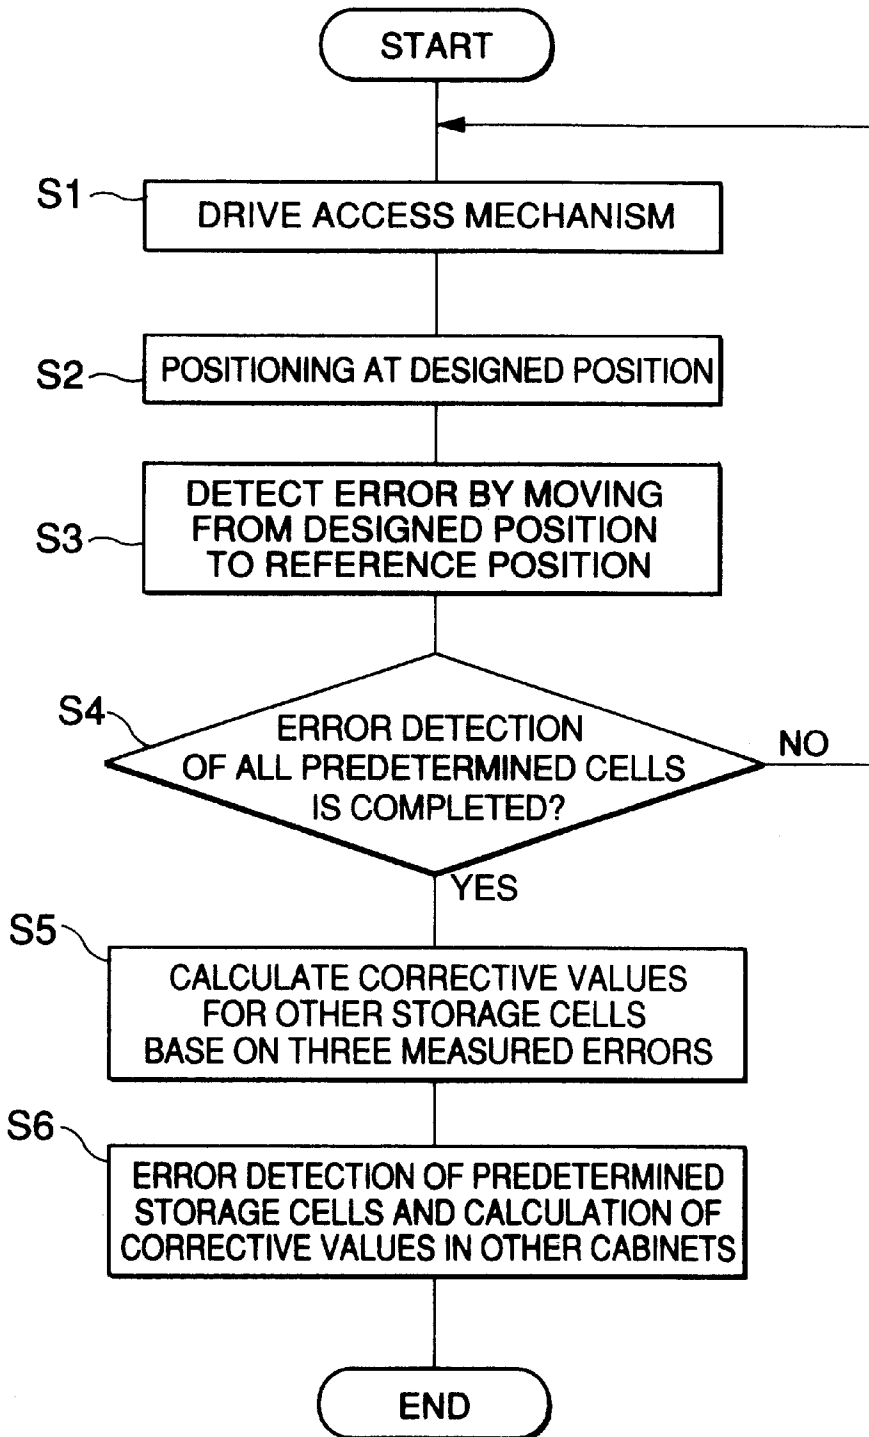 START
S1
DRIVE ACCESS MECHANISM
S2
POSITIONING AT DESIGNED POSITION
S3
DETECT ERROR BY MOVING
FROM DESIGNED POSITION
TO REFERENCE POSITION
S4
ERROR DETECTION
OF ALL PREDETERMINED CELLS
IS COMPLETED?
NO
YES
S5
CALCULATE CORRECTIVE VALUES
FOR OTHER STORAGE CELLS
BASE ON THREE MEASURED ERRORS
S6
ERROR DETECTION OF PREDETERMINED
STORAGE CELLS AND CALCULATION OF
CORRECTIVE VALUES IN OTHER CABINETS
END